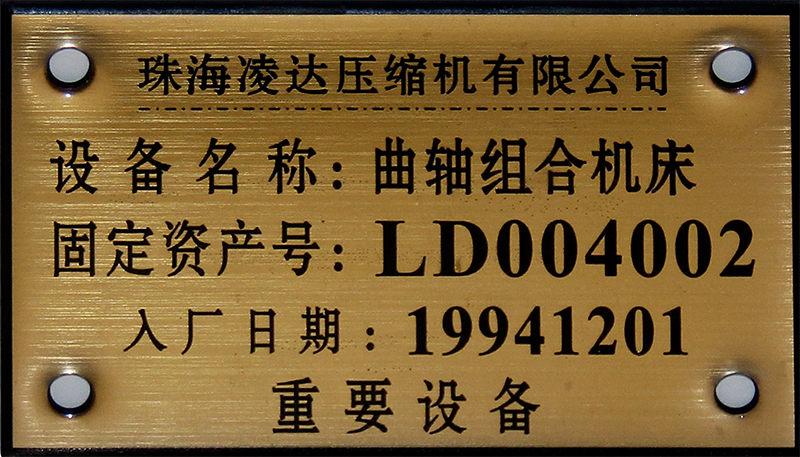 珠海凌达压缩机有限公司
设备名称：曲轴组合机床
固定资产号：LD004002
入厂日期：19941201
重要设备